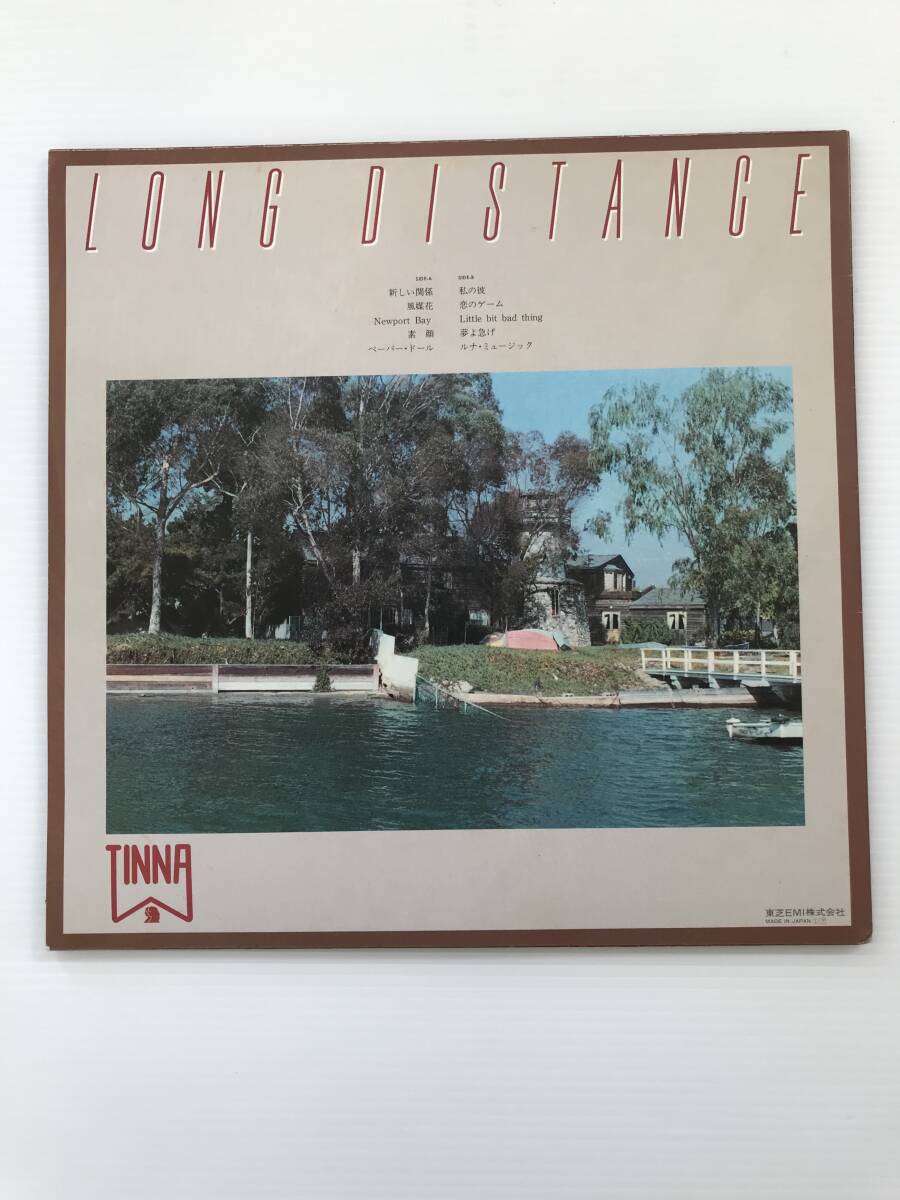 LONG DISTANCE
SIDE-A
新しい関係
風媒花
Newport Bay
素 顔
ペーパー・ドール
SIDE-B
私の彼
恋のゲーム
Little bit bad thing
夢よ急げ
ルナ・ミュージック
TINNA
東芝EMI株式会社
MADE IN JAPAN